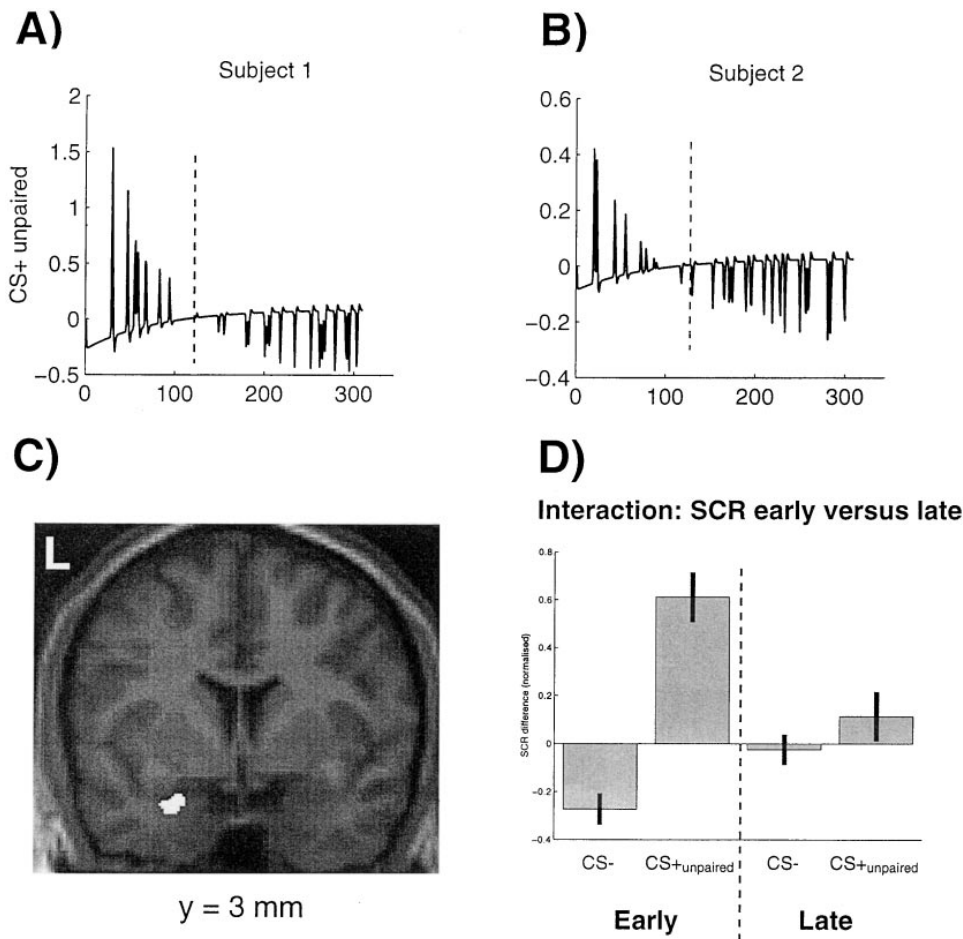 A)
Subject 1
2
1.5
1
0.5
0
−0.5
CS+ unpaired
0 100 200 300
B)
Subject 2
0.6
0.4
0.2
0
−0.2
−0.4
0 100 200 300
C)
L
y = 3 mm
D)
Interaction: SCR early versus late
0.8
0.6
0.4
0.2
0
−0.2
−0.4
SCR difference (normalised)
CS- CS+unpaired CS- CS+unpaired
Early Late